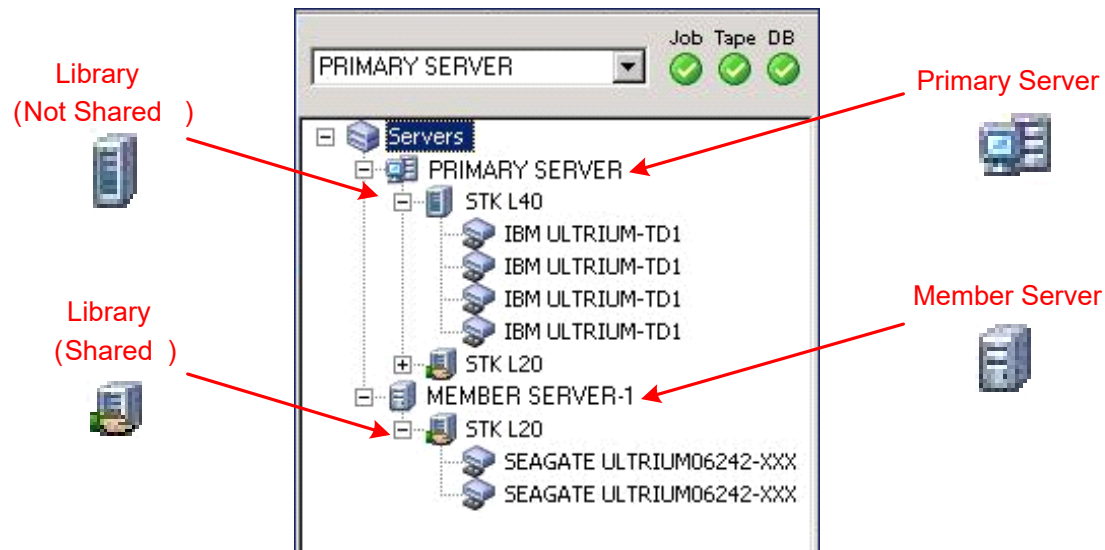 Job Tape DB
PRIMARY SERVER
Library
(Not Shared )
Primary Server
Servers
PRIMARY SERVER
STK L40
IBM ULTRIUM-TD1
IBM ULTRIUM-TD1
IBM ULTRIUM-TD1
IBM ULTRIUM-TD1
Library
(Shared )
Member Server
STK L20
MEMBER SERVER-1
STK L20
SEAGATE ULTRIUM06242-XXX
SEAGATE ULTRIUM06242-XXX